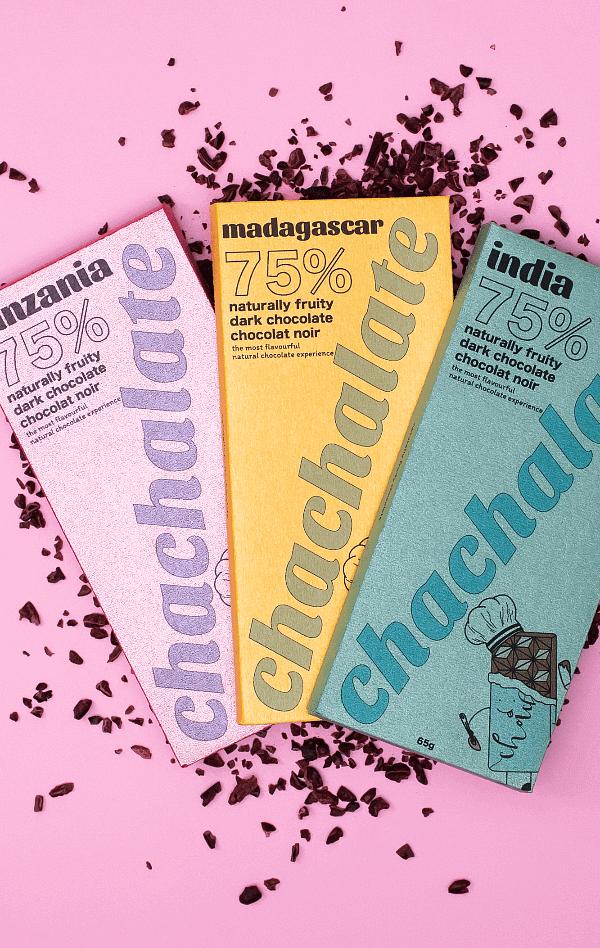 anzania
75%
naturally fruity
dark chocolate
chocolat noir
the most flavourful
natural chocolate experience
chachalate
madagascar
75%
naturally fruity
dark chocolate
chocolat noir
the most flavourful
natural chocolate experience
chachalate
india
75%
naturally fruity
dark chocolate
chocolat noir
the most flavourful
natural chocolate experience
chachala
65g